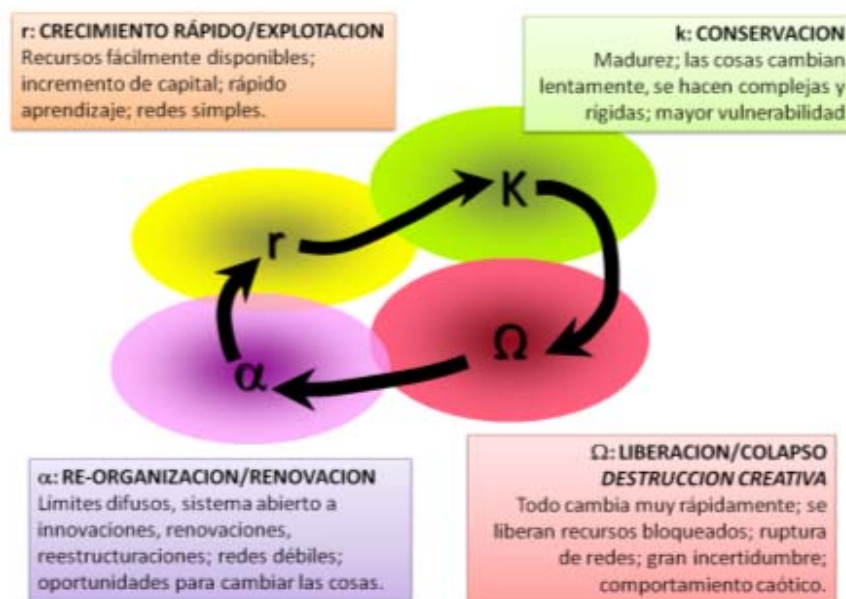 r: CRECIMIENTO RÁPIDO/EXPLOTACION
Recursos fácilmente disponibles;
incremento de capital; rápido
aprendizaje; redes simples.
k: CONSERVACION
Madurez; las cosas cambian
lentamente, se hacen complejas y
rígidas; mayor vulnerabilidad
K
r
Ω
α
α: RE-ORGANIZACION/RENOVACION
Límites difusos, sistema abierto a
innovaciones, renovaciones,
reestructuraciones; redes débiles;
oportunidades para cambiar las cosas.
Ω: LIBERACION/COLAPSO
DESTRUCCION CREATIVA
Todo cambia muy rápidamente; se
liberan recursos bloqueados; ruptura
de redes; gran incertidumbre;
comportamiento caótico.